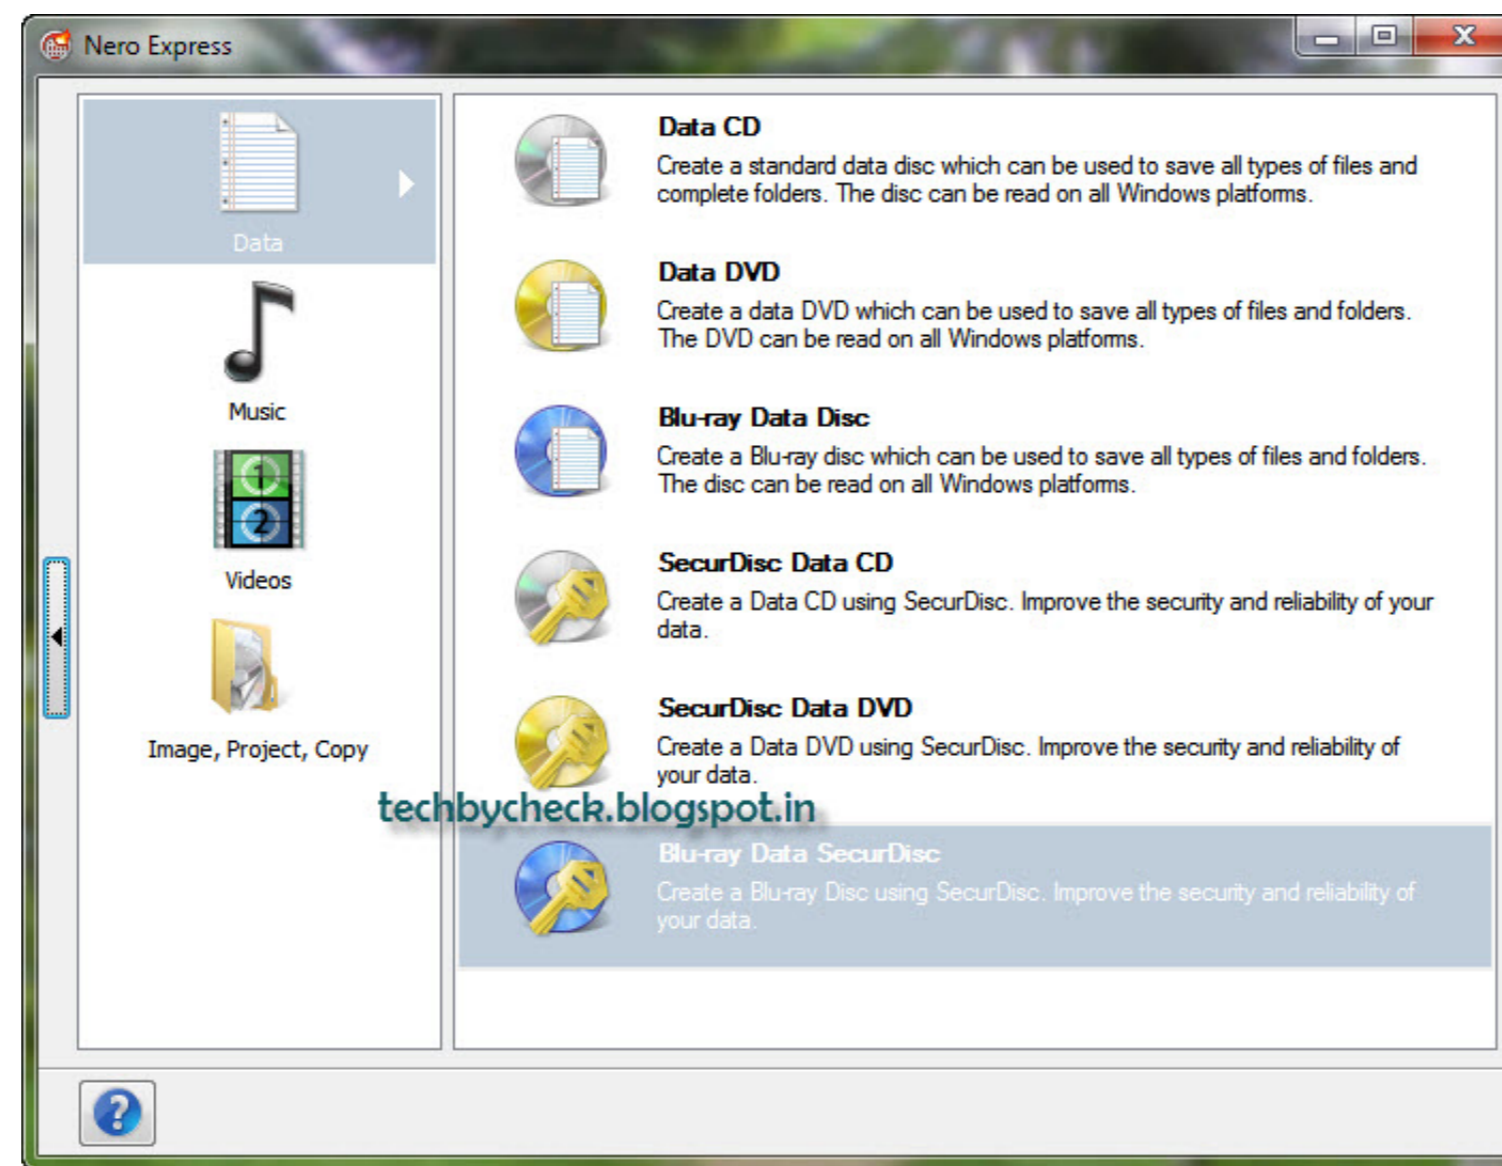 Nero Express
Data
Music
1
2
Videos
Image, Project, Copy
Data CD
Create a standard data disc which can be used to save all types of files and
complete folders. The disc can be read on all Windows platforms.
Data DVD
Create a data DVD which can be used to save all types of files and folders.
The DVD can be read on all Windows platforms.
Blu-ray Data Disc
Create a Blu-ray disc which can be used to save all types of files and folders.
The disc can be read on all Windows platforms.
SecurDisc Data CD
Create a Data CD using SecurDisc. Improve the security and reliability of your
data.
SecurDisc Data DVD
Create a Data DVD using SecurDisc. Improve the security and reliability of
your data.
techbycheck.blogspot.in
Blu-ray Data SecurDisc
Create a Blu-ray Disc using SecurDisc. Improve the security and reliability of
your data.
?